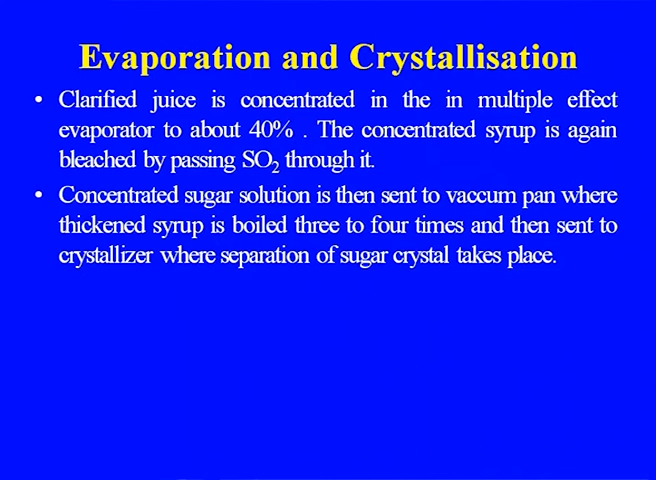 Evaporation and Crystallisation
• Clarified juice is concentrated in the in multiple effect
evaporator to about 40% . The concentrated syrup is again
bleached by passing SO₂ through it.
• Concentrated sugar solution is then sent to vaccum pan where
thickened syrup is boiled three to four times and then sent to
crystallizer where separation of sugar crystal takes place.